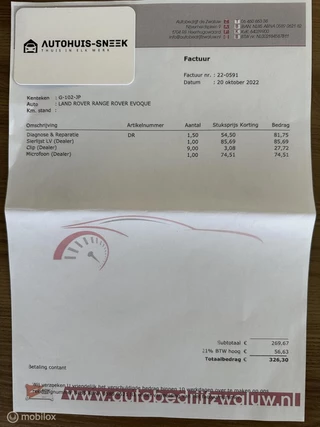 AUTOHUIS-SNEEK
THUIS IN ELK MERK
Factuur
Factuur nr. : 22-0591
Datum : 20 oktober 2022
Kenteken : G-102-JP
Auto : LAND ROVER RANGE ROVER EVOQUE
Km. stand :
Omschrijving Artikelnummer Aantal Stuksprijs Korting Bedrag
Diagnose & Reparatie DR 1,50 54,50 81,75
Sierlijst LV (Dealer) 1,00 85,69 85,69
Clip (Dealer) 9,00 3,08 27,72
Microfoon (Dealer) 1,00 74,51 74,51
Subtotaal € 269,67
21% BTW hoog € 56,63
Totaalbedrag € 326,30
Betaling contant
www.autobedrijfzwaluw.nl
© mobilox